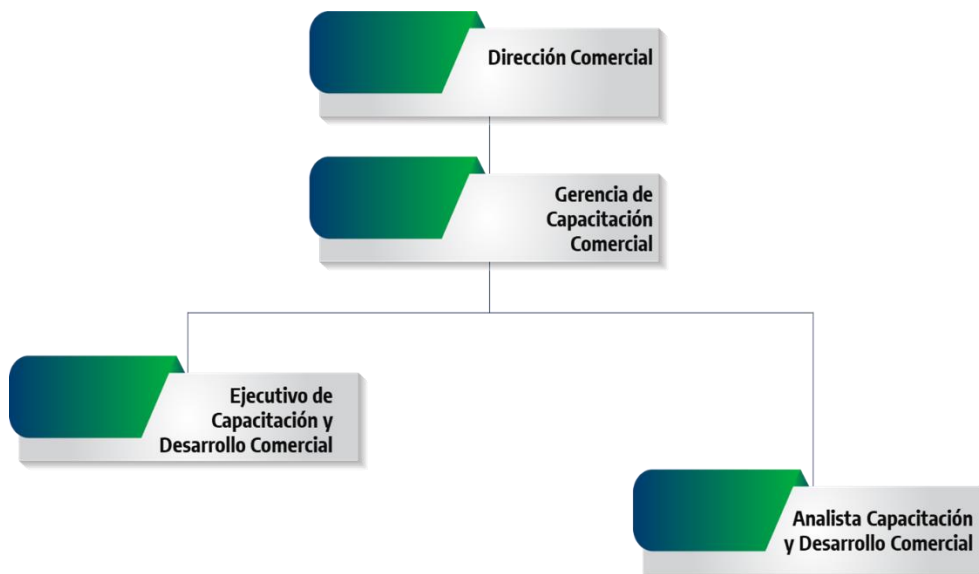 Dirección Comercial
Gerencia de
Capacitación
Comercial
Ejecutivo de
Capacitación y
Desarrollo Comercial
Analista Capacitación
y Desarrollo Comercial